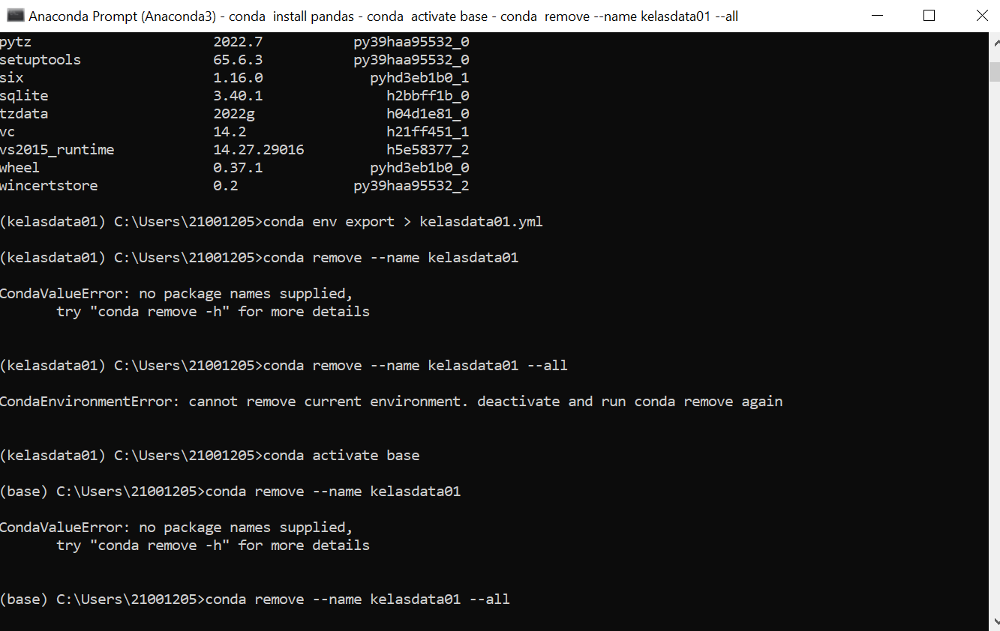 Anaconda Prompt (Anaconda3) - conda  install pandas - conda  activate base - conda  remove --name kelasdata01 --all
pytz                      2022.7           py39haa95532_0
setuptools                65.6.3           py39haa95532_0
six                       1.16.0             pyhd3eb1b0_1
sqlite                    3.40.1               h2bbff1b_0
tzdata                    2022g                h04d1e81_0
vc                        14.2                 h21ff451_1
vs2015_runtime            14.27.29016          h5e58377_2
wheel                     0.37.1             pyhd3eb1b0_0
wincertstore              0.2              py39haa95532_2
(kelasdata01) C:\Users\21001205>conda env export > kelasdata01.yml
(kelasdata01) C:\Users\21001205>conda remove --name kelasdata01
CondaValueError: no package names supplied,
       try "conda remove -h" for more details
(kelasdata01) C:\Users\21001205>conda remove --name kelasdata01 --all
CondaEnvironmentError: cannot remove current environment. deactivate and run conda remove again
(kelasdata01) C:\Users\21001205>conda activate base
(base) C:\Users\21001205>conda remove --name kelasdata01
CondaValueError: no package names supplied,
       try "conda remove -h" for more details
(base) C:\Users\21001205>conda remove --name kelasdata01 --all